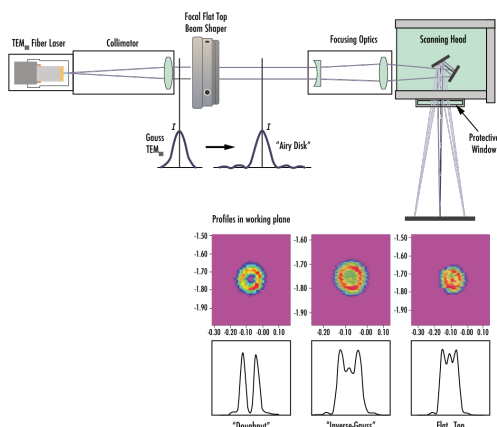 Focal Flat Top
Beam Shaper
TEM00 Fiber Laser
Collimator
Focusing Optics
Scanning Head
I
I
Gauss
TEM00
"Airy Disk"
Protective
Window
Profiles in working plane
-1.50
-1.60
-1.70
-1.80
-1.90
-0.30 -0.20 -0.10 -0.00 0.10
-1.60
-1.70
-1.80
-1.90
-1.90
-0.30 -0.20 -0.10 -0.00 0.10
-1.50
-1.60
-1.70
-1.80
-1.90
-0.30 -0.20 -0.10 -0.00 0.10
"Doughnut"
"Inverse-Gauss"
Flat Top